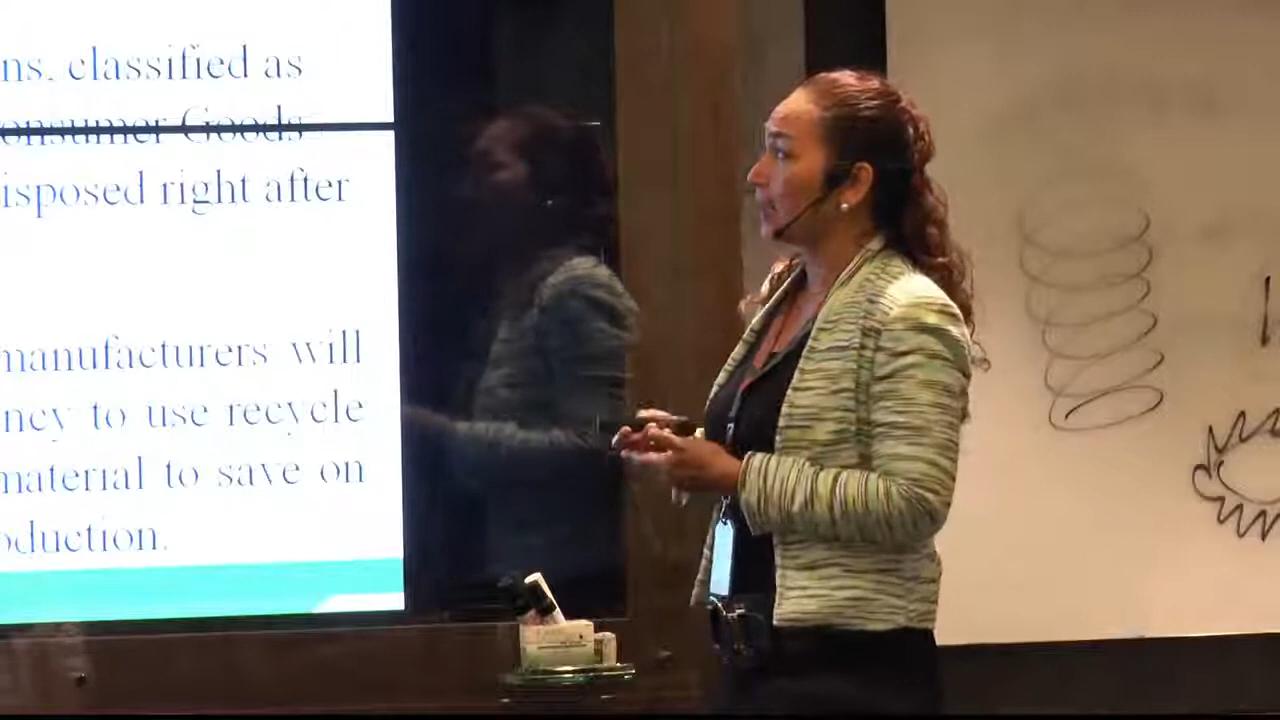 ns, classified as
onsumer Goods
isposed right after
manufacturers will
ncy to use recycle
material to save on
oduction.